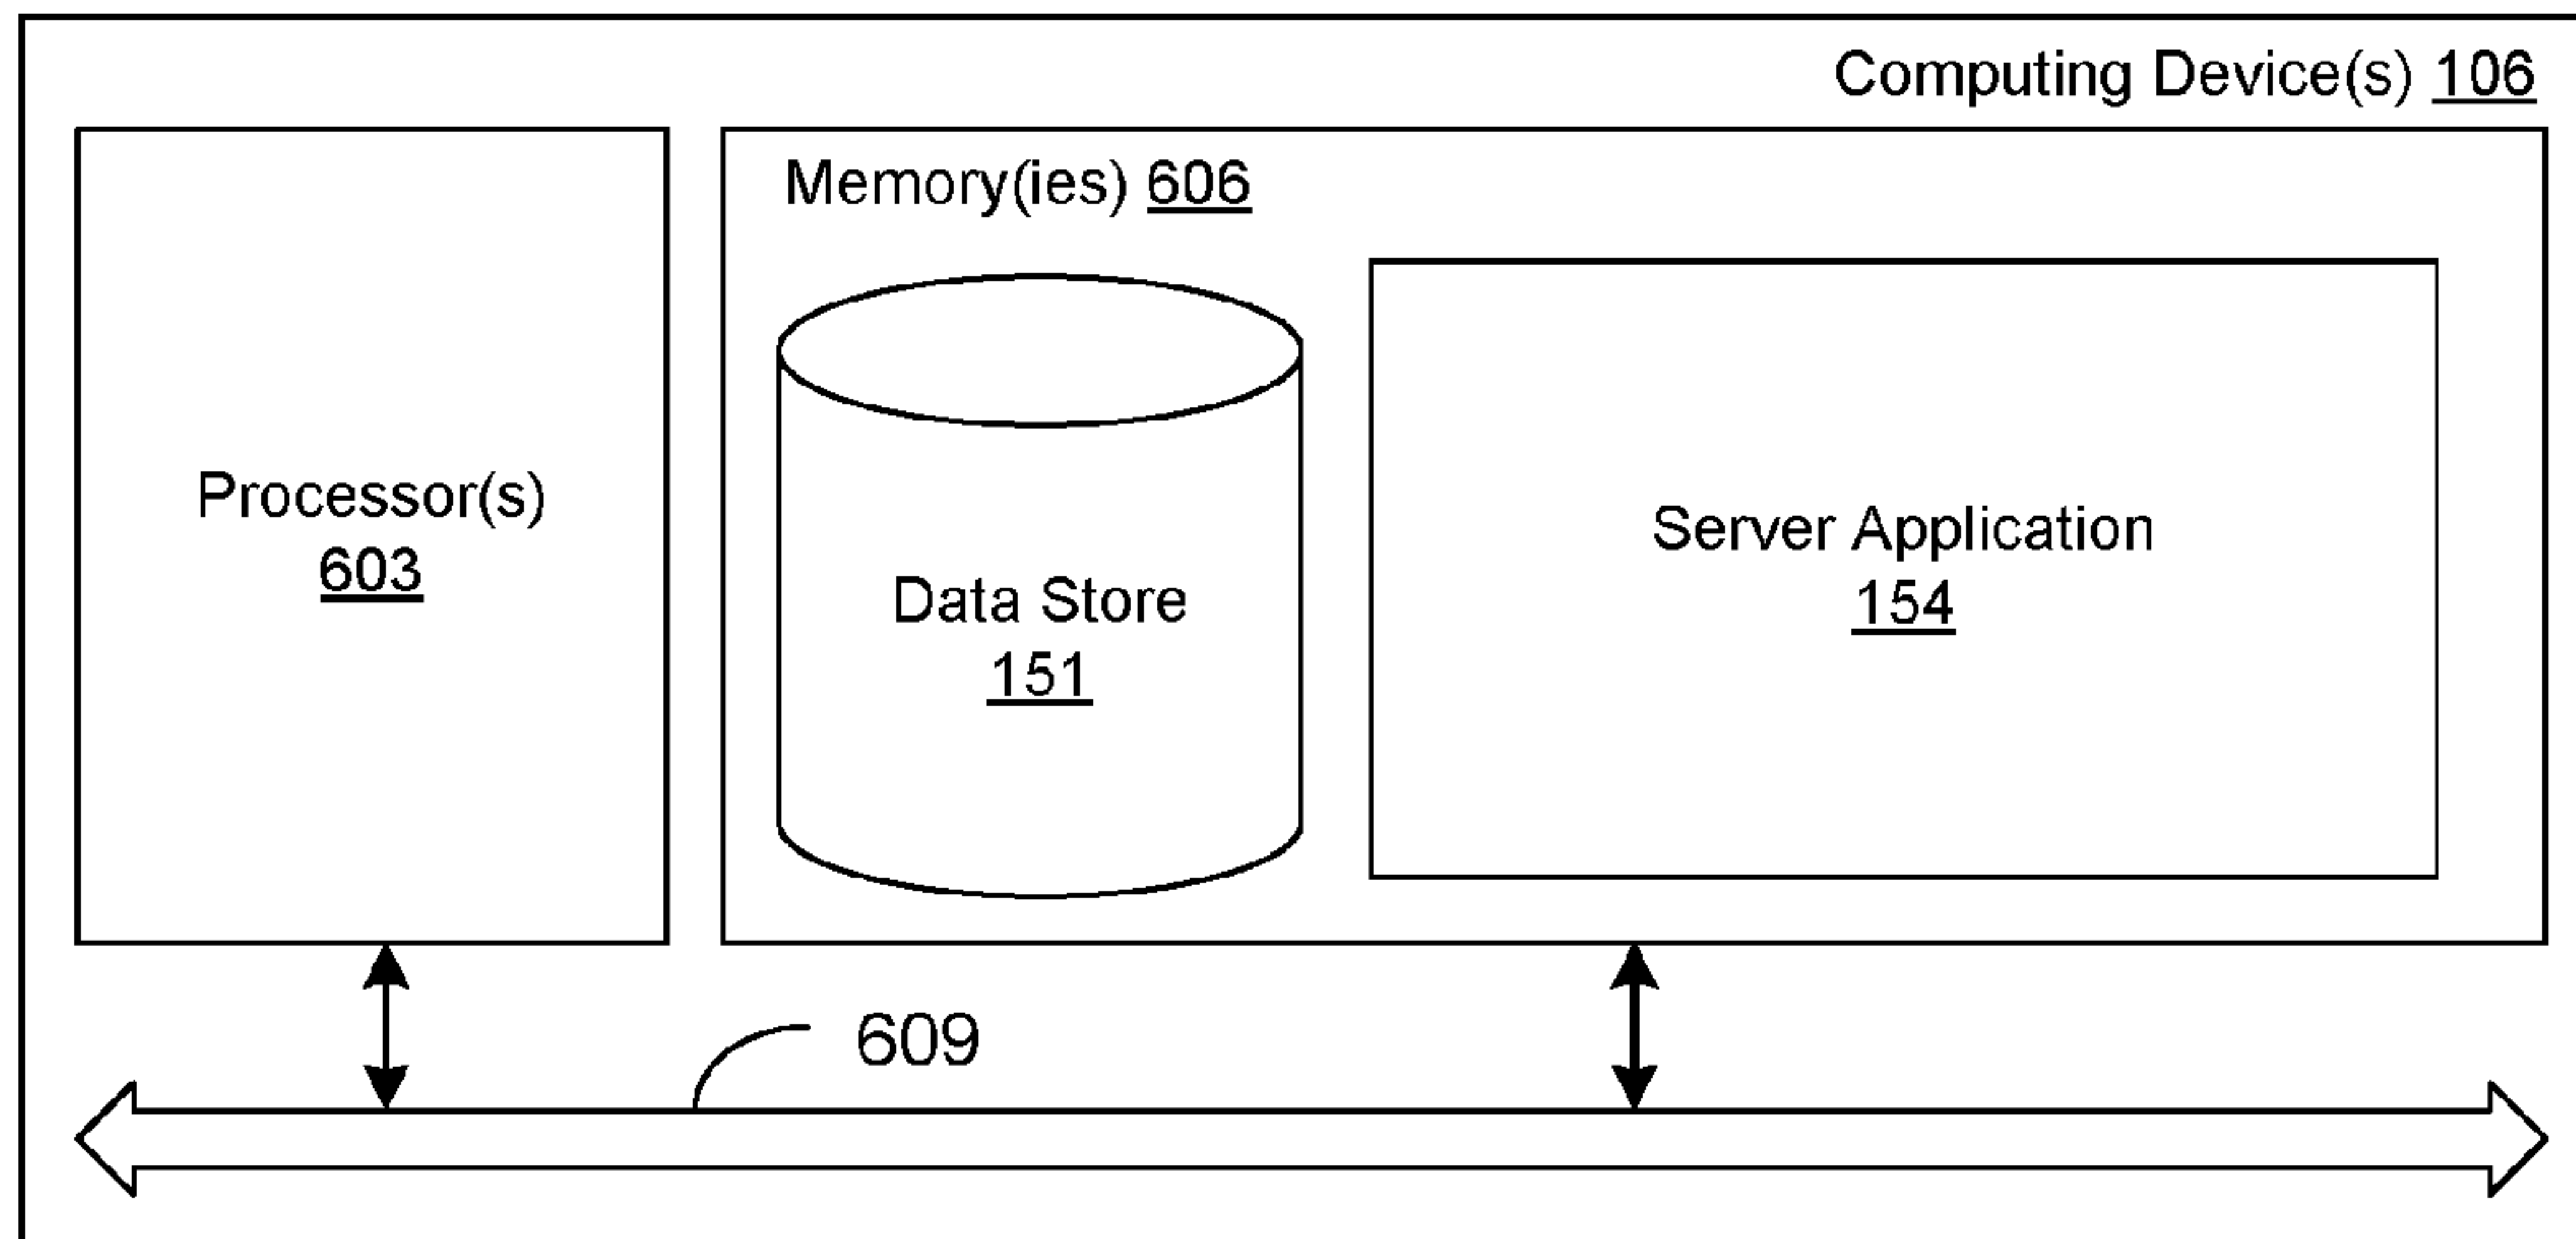 Computing Device(s) 106
Memory(ies) 606
Processor(s)
603
Data Store
151
Server Application
154
609